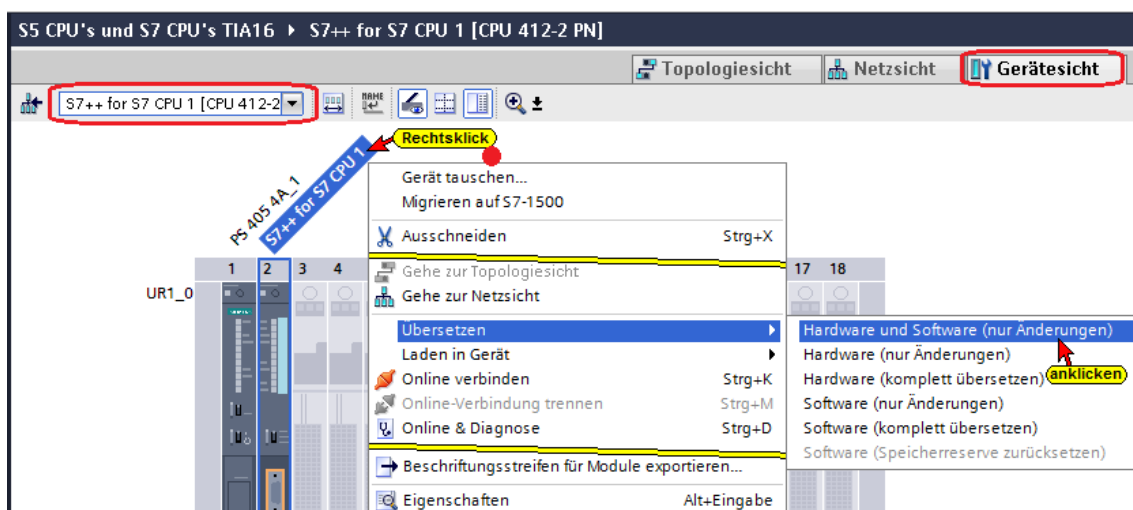 S5 CPU's und S7 CPU's TIA16 ▸ S7++ for S7 CPU 1 [CPU 412-2 PN]
Topologiesicht Netzsicht Gerätesicht
S7++ for S7 CPU 1 [CPU 412-2 NAME
Rechtsklick
PS 405 4A_1
S7++ for S7 CPU 1
Gerät tauschen...
Migrieren auf S7-1500
Ausschneiden Strg+X
1 2 3 4 17 18
Gehe zur Topologiesicht
UR1_0
Gehe zur Netzsicht
Übersetzen
Hardware und Software (nur Änderungen)
Laden in Gerät
Hardware (nur Änderungen)
Online verbinden Strg+K
Hardware (komplett übersetzen)
anklicken
Online-Verbindung trennen Strg+M
Software (nur Änderungen)
Online & Diagnose Strg+D
Software (komplett übersetzen)
Software (Speicherreserve zurücksetzen)
Beschriftungsstreifen für Module exportieren...
Eigenschaften Alt+Eingabe